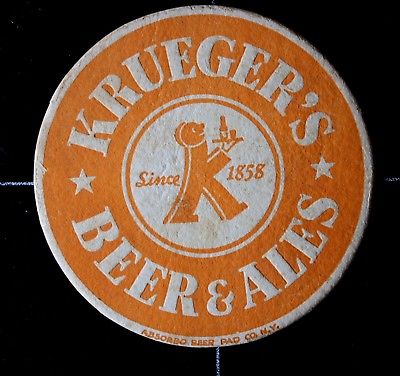 KRUEGER'S
Since 1858
K
BEER & ALES
ABSORBO BEER PAD CO. N.Y.